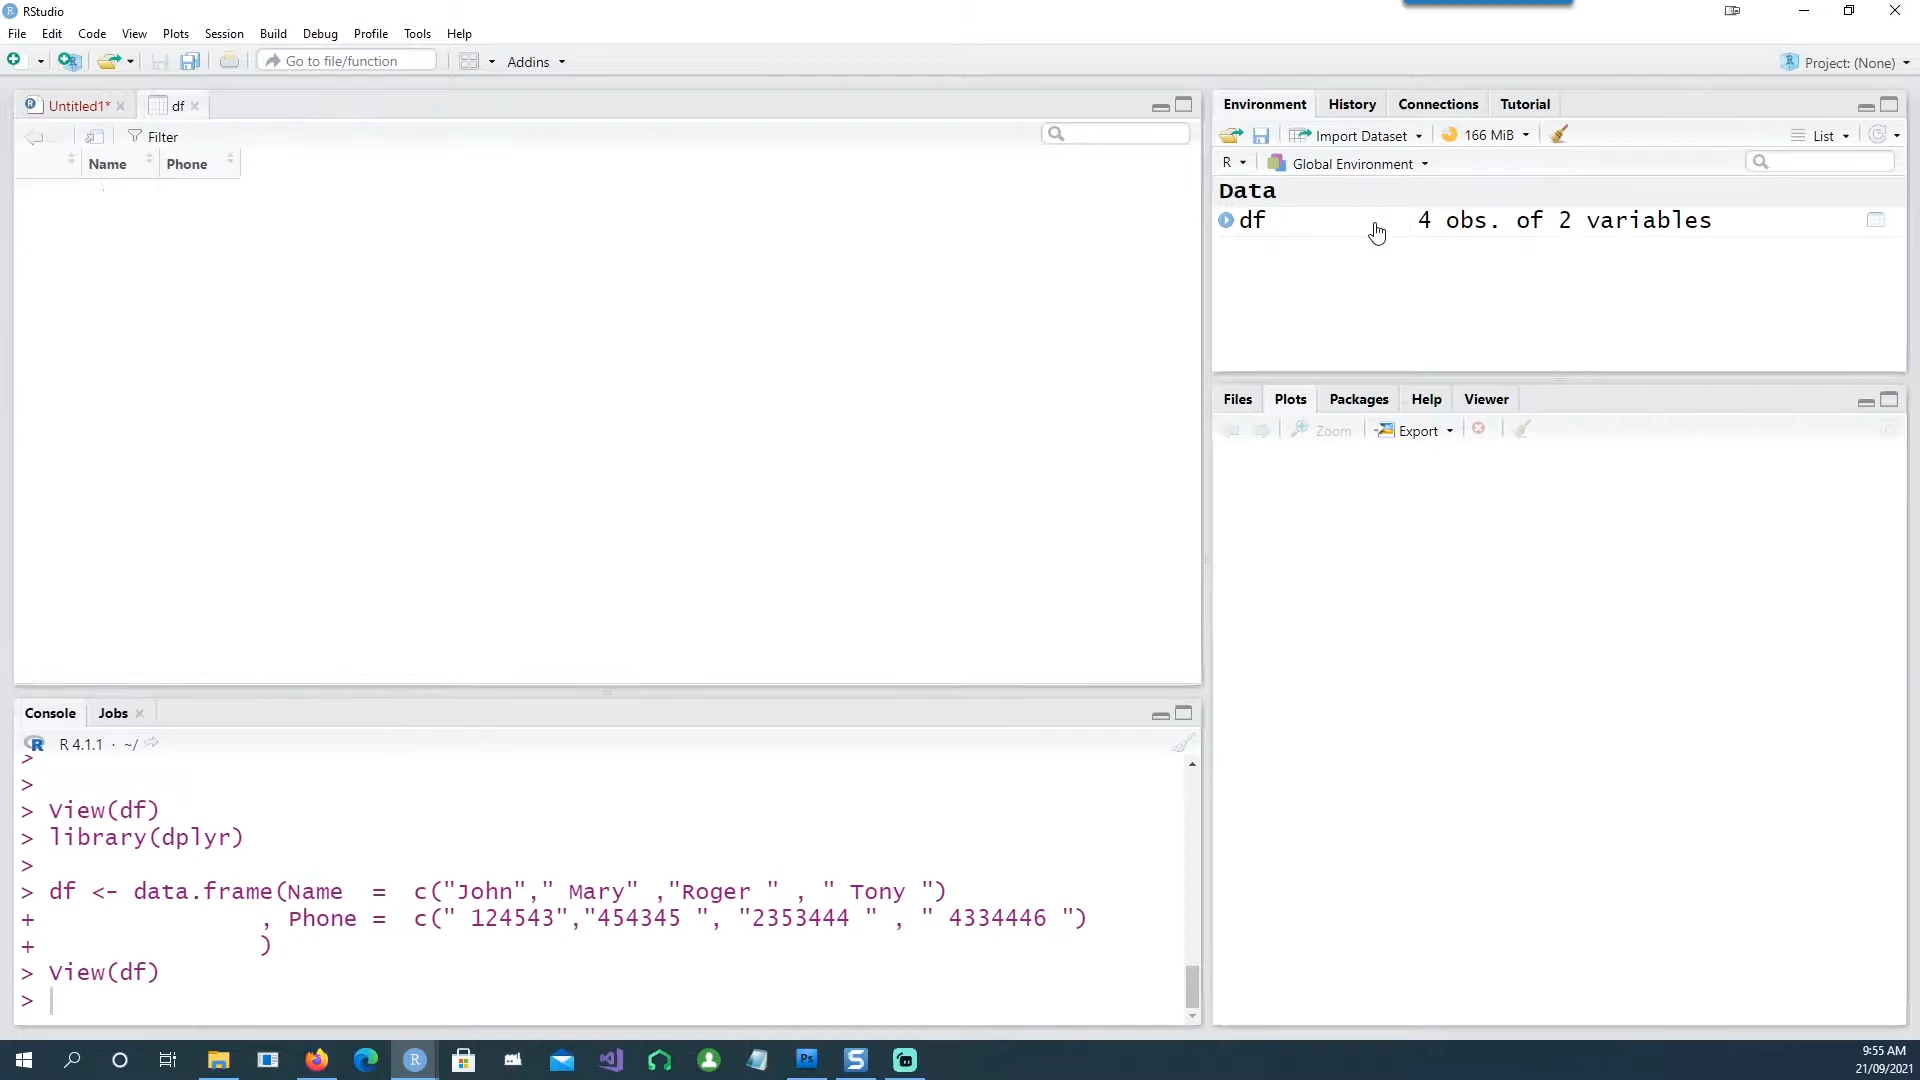 RStudio
File Edit Code View Plots Session Build Debug Profile Tools Help
Go to file/function Addins Project: (None)
Untitled1* df
Filter
Name Phone
Environment History Connections Tutorial
Import Dataset 166 MiB List
R Global Environment
Data
df 4 obs. of 2 variables
Files Plots Packages Help Viewer
Zoom Export
Console Jobs
R 4.1.1 · ~/
>
>
> View(df)
> library(dplyr)
>
> df <- data.frame(Name = c("John"," Mary" ,"Roger " , " Tony ")
+ , Phone = c(" 124543","454345 ", "2353444 " , " 4334446 ")
+ )
> View(df)
>
9:55 AM
21/09/2021